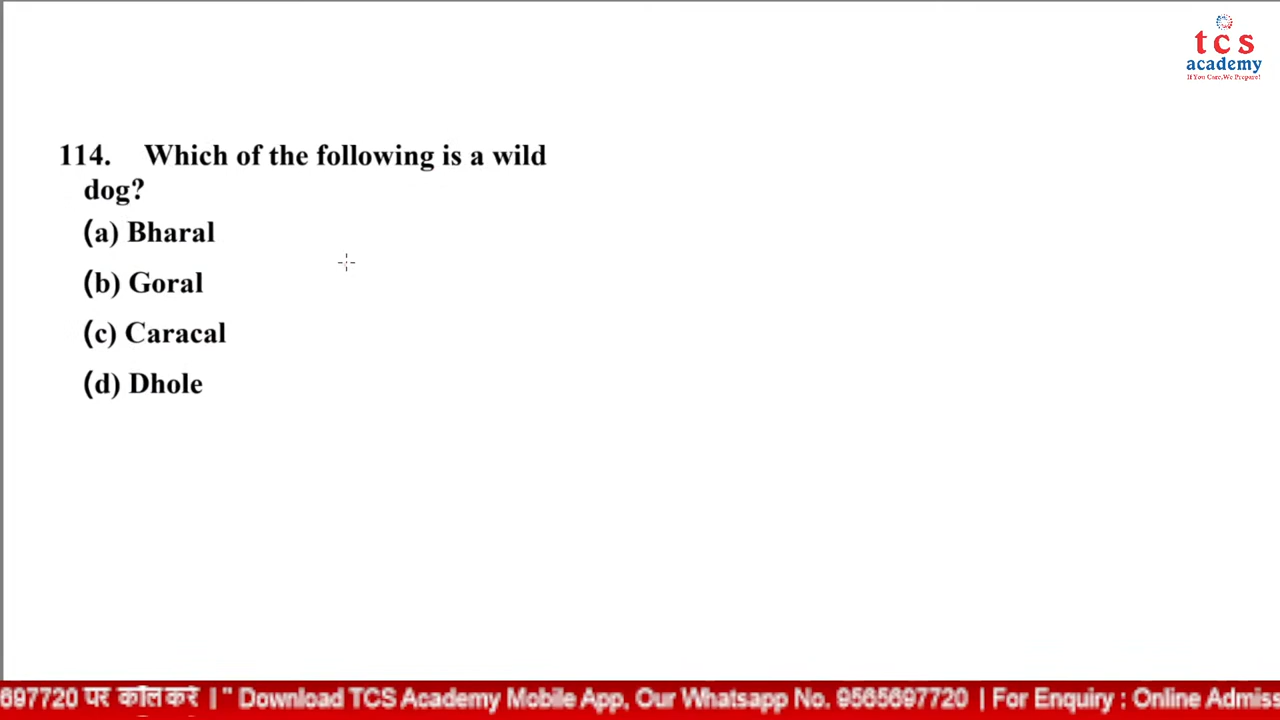 tcs
academy
If You Care,We Prepare!
114. Which of the following is a wild
dog?
(a) Bharal
(b) Goral
(c) Caracal
(d) Dhole
697720 पर कॉल करें | " Download TCS Academy Mobile App, Our Whatsapp No. 9565697720 | For Enquiry : Online Admiss